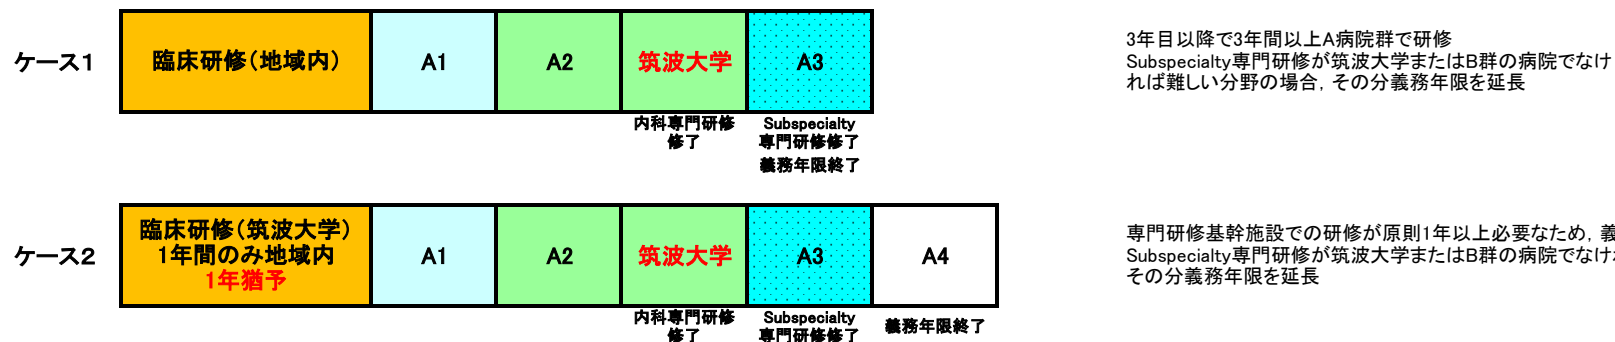 ケース1
臨床研修（地域内）
A1
A2
筑波大学
A3
3年目以降で3年間以上A病院群で研修
Subspecialty専門研修が筑波大学またはB群の病院でなけ
れば難しい分野の場合，その分義務年限を延長
内科専門研修
修了
Subspecialty
専門研修修了
義務年限終了
ケース2
臨床研修（筑波大学）
1年間のみ地域内
1年猶予
A1
A2
筑波大学
A3
A4
専門研修基幹施設での研修が原則1年以上必要なため，義
Subspecialty専門研修が筑波大学またはB群の病院でなけれ
その分義務年限を延長
内科専門研修
修了
Subspecialty
専門研修修了
義務年限終了